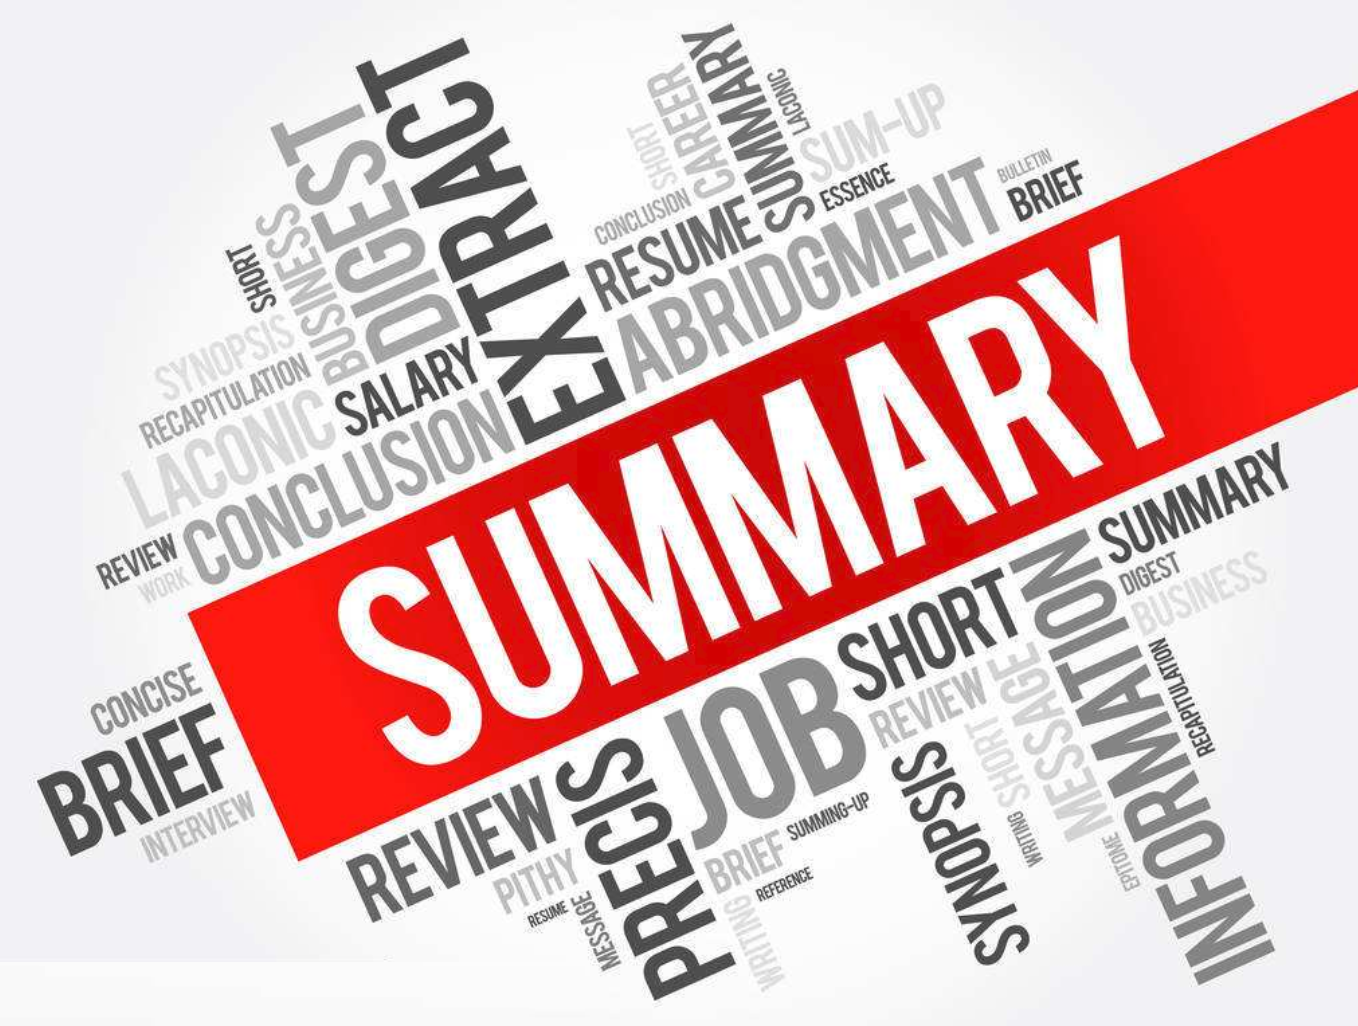 EXTRACT
DIGEST
BUSINESS
SHORT
SYNOPSIS
RECAPITULATION
LACONIC
SALARY
CONCLUSION
REVIEW
WORK
SHORT
CAREER
SUMMARY
LACONIC
SUM-UP
CONCLUSION
RESUME
ESSENCE
ABRIDGMENT
BULLETIN
BRIEF
SUMMARY
CONCISE
BRIEF
INTERVIEW
REVIEW
PITHY
RESUME
MESSAGE
PRECIS
JOB
BRIEF
SUMMING-UP
REFERENCE
WRITING
SHORT
REVIEW
SYNOPSIS
SHORT
WRITING
MESSAGE
EPITOME
INFORMATION
SUMMARY
DIGEST
BUSINESS
RECAPITULATION